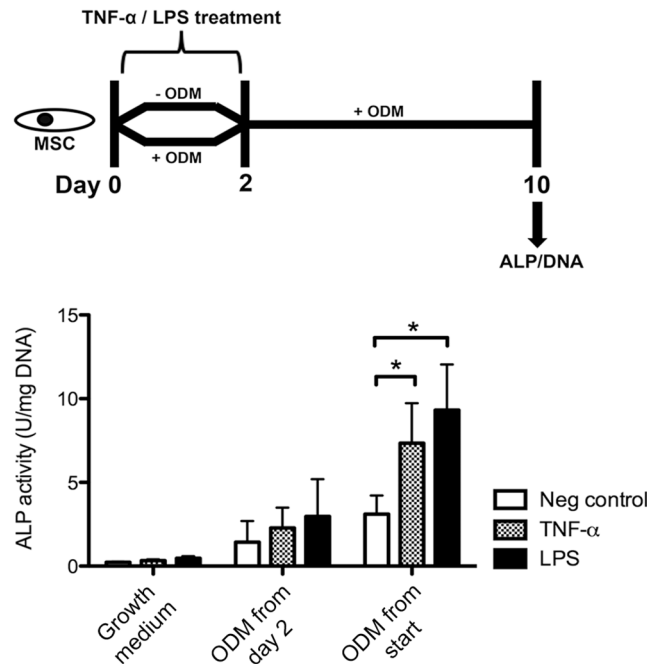 TNF-α / LPS treatment
- ODM
+ ODM
+ ODM
MSC
Day 0
2
10
ALP/DNA
ALP activity (U/mg DNA)
15
10
5
0
*
*
Neg control
TNF-α
LPS
Growth
medium
ODM from
day 2
ODM from
start